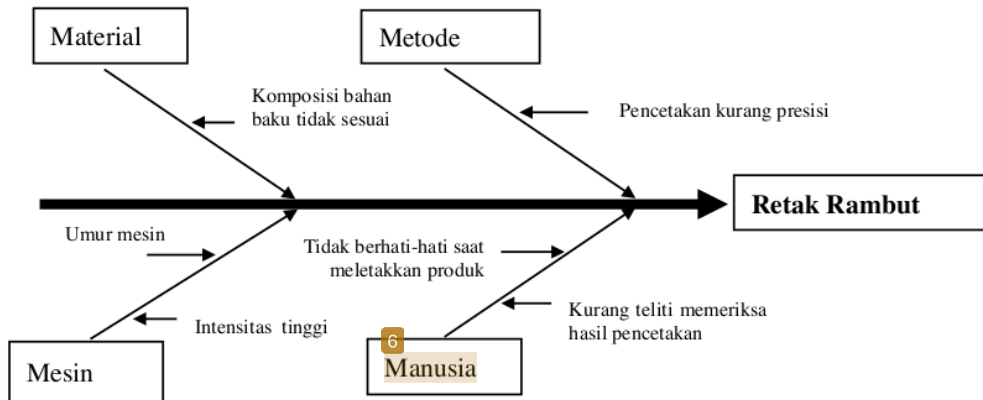 Material
Metode
Komposisi bahan
baku tidak sesuai
Pencetakan kurang presisi
Retak Rambut
Umur mesin
Tidak berhati-hati saat
meletakkan produk
Intensitas tinggi
Kurang teliti memeriksa
hasil pencetakan
6
Mesin
Manusia